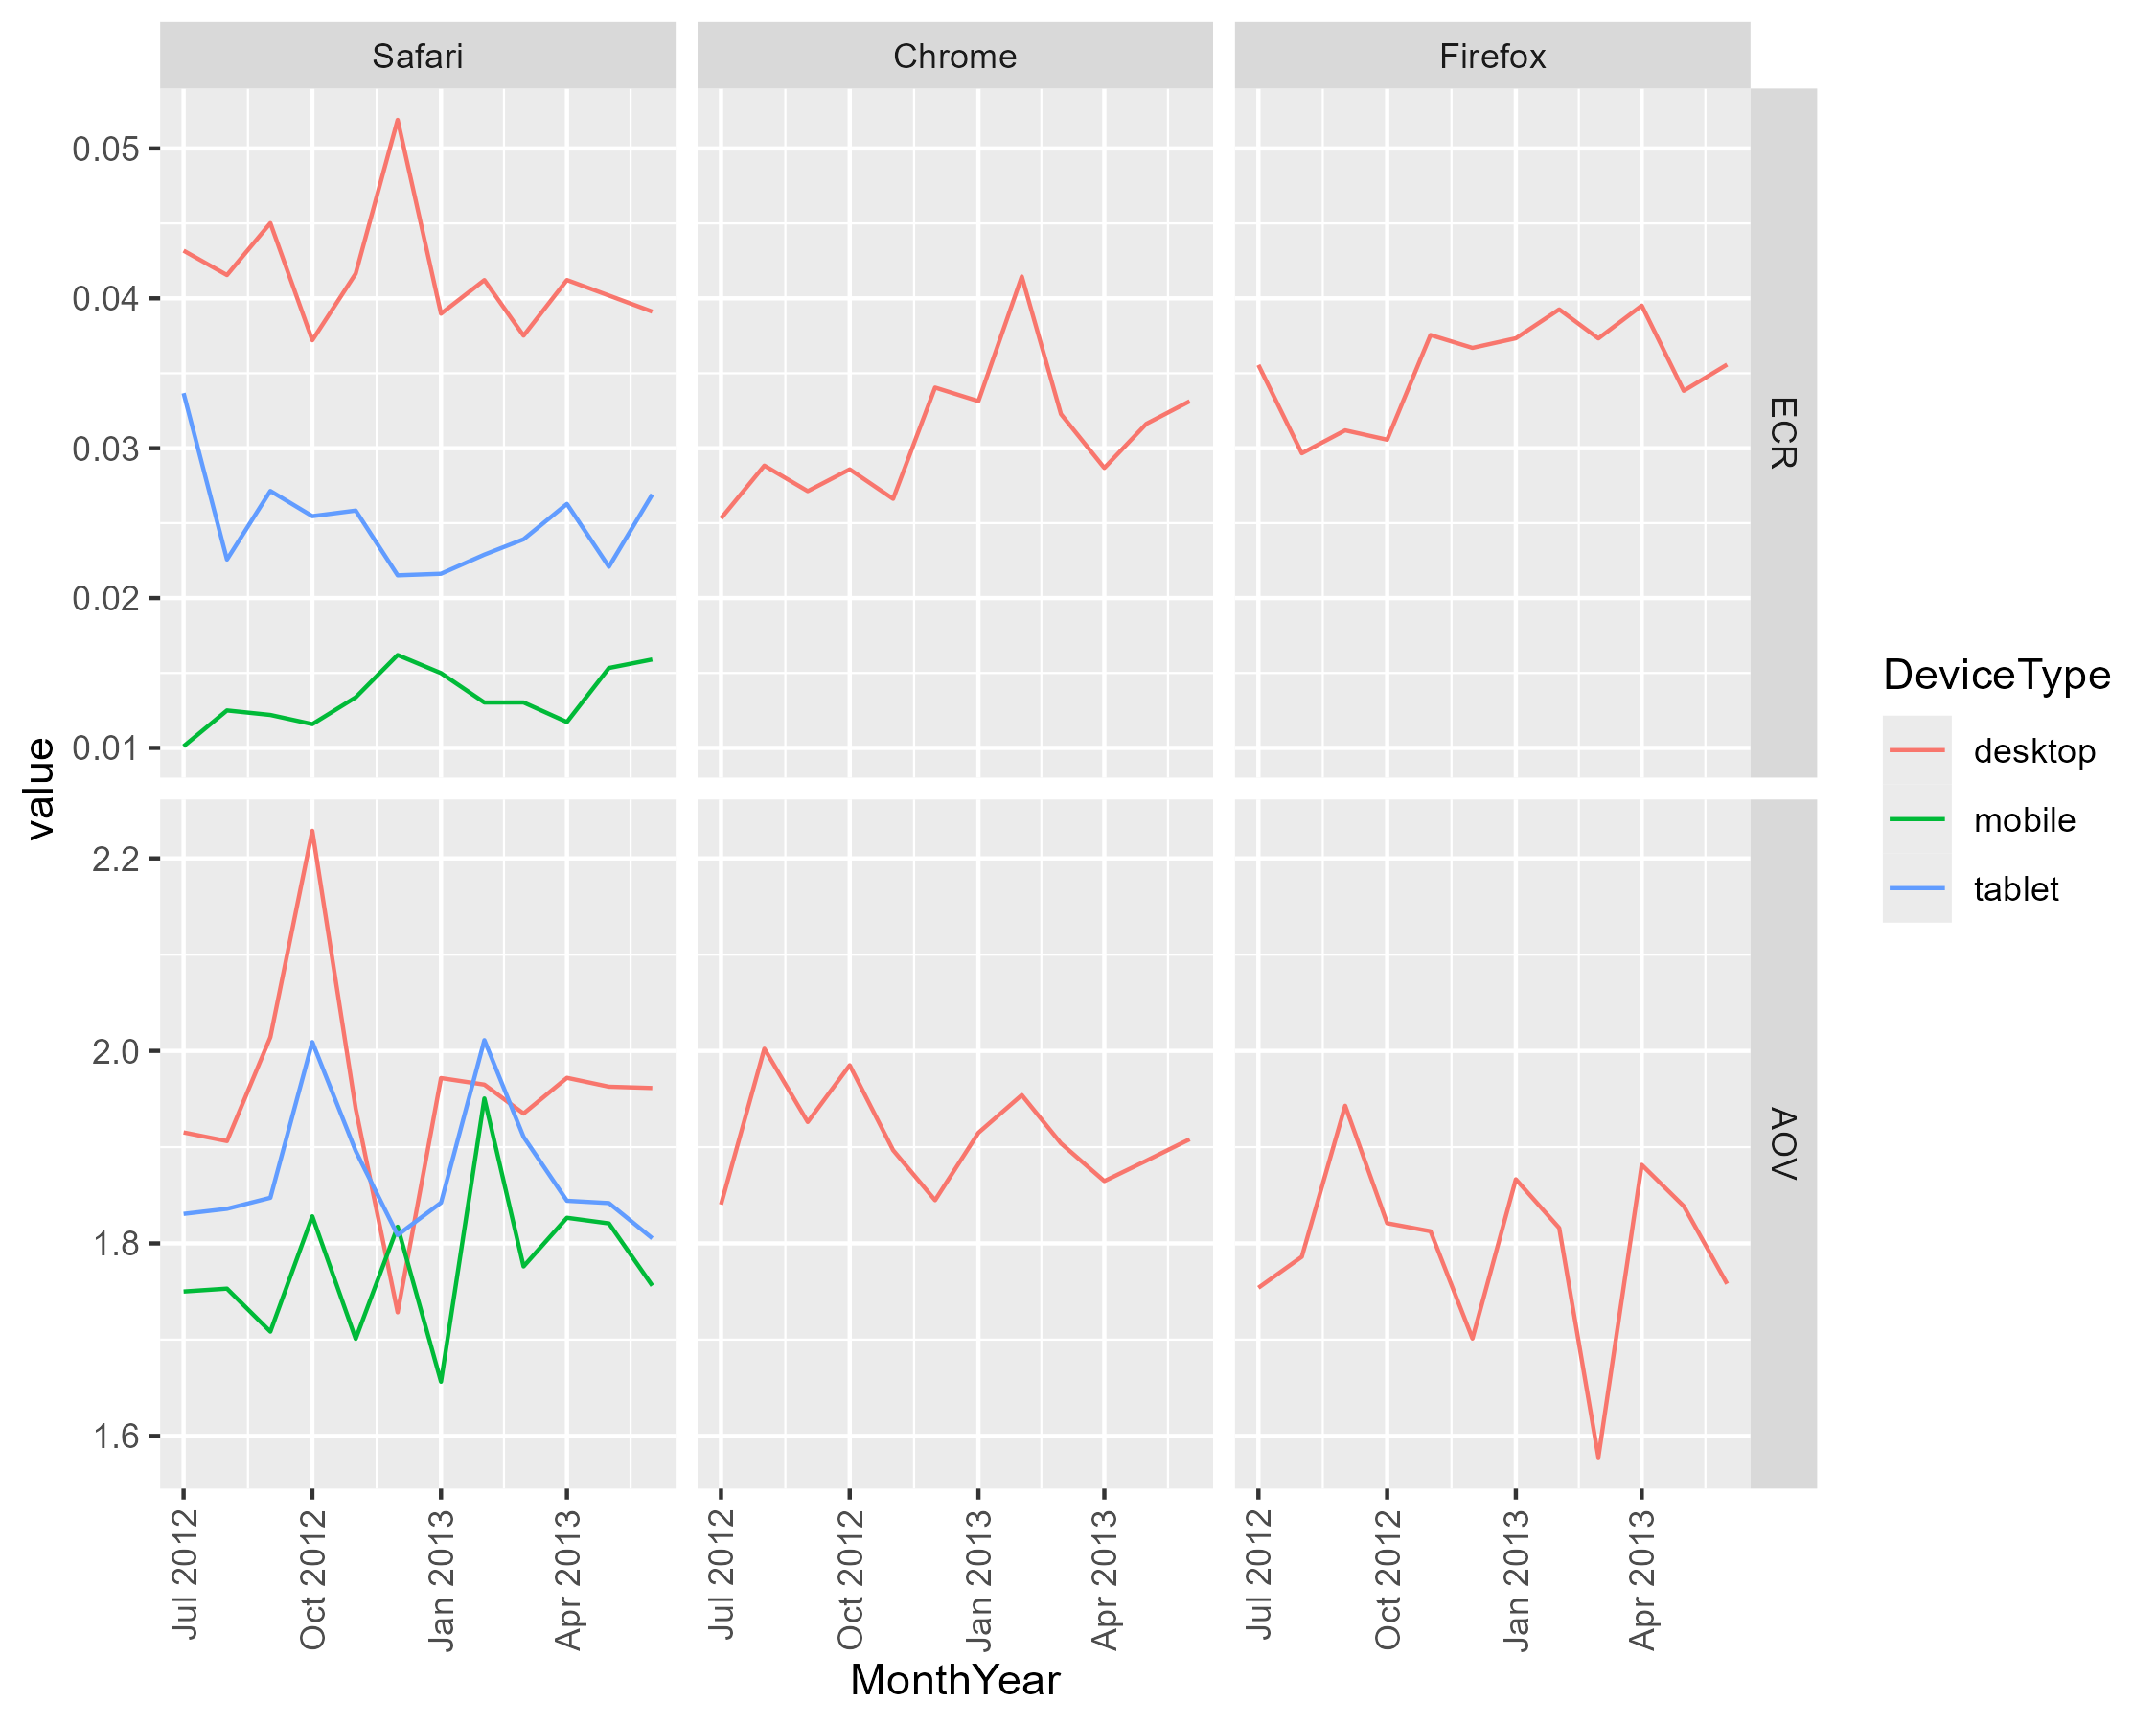 Safari
Chrome
Firefox
0.05
0.04
0.03
0.02
0.01
ECR
value
2.2
2.0
1.8
1.6
AOV
Jul 2012
Oct 2012
Jan 2013
Apr 2013
Jul 2012
Oct 2012
Jan 2013
Apr 2013
Jul 2012
Oct 2012
Jan 2013
Apr 2013
MonthYear
DeviceType
desktop
mobile
tablet